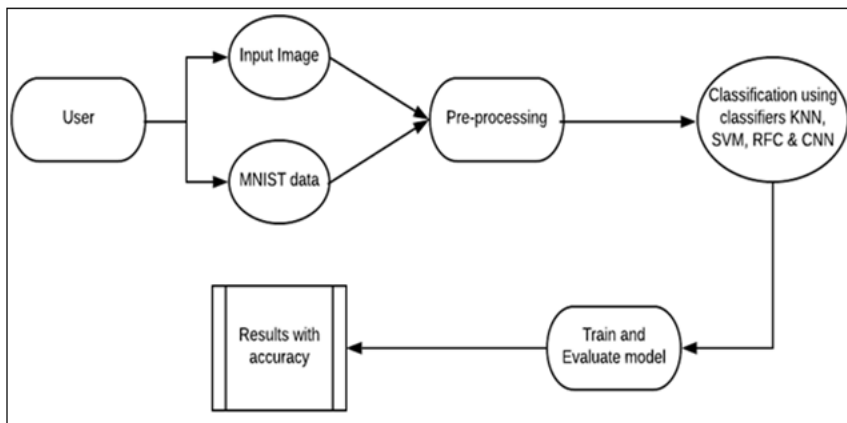 User
Input Image
MNIST data
Pre-processing
Classification using
classifiers KNN,
SVM, RFC & CNN
Train and
Evaluate model
Results with
accuracy